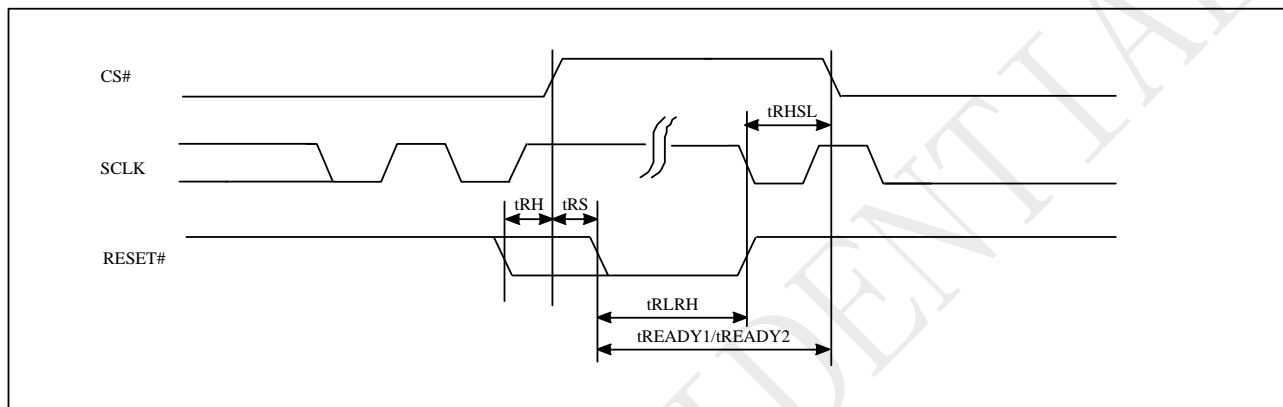 CS#
tRHSL
SCLK
tRH
tRS
RESET#
tRLRH
tREADY1/tREADY2